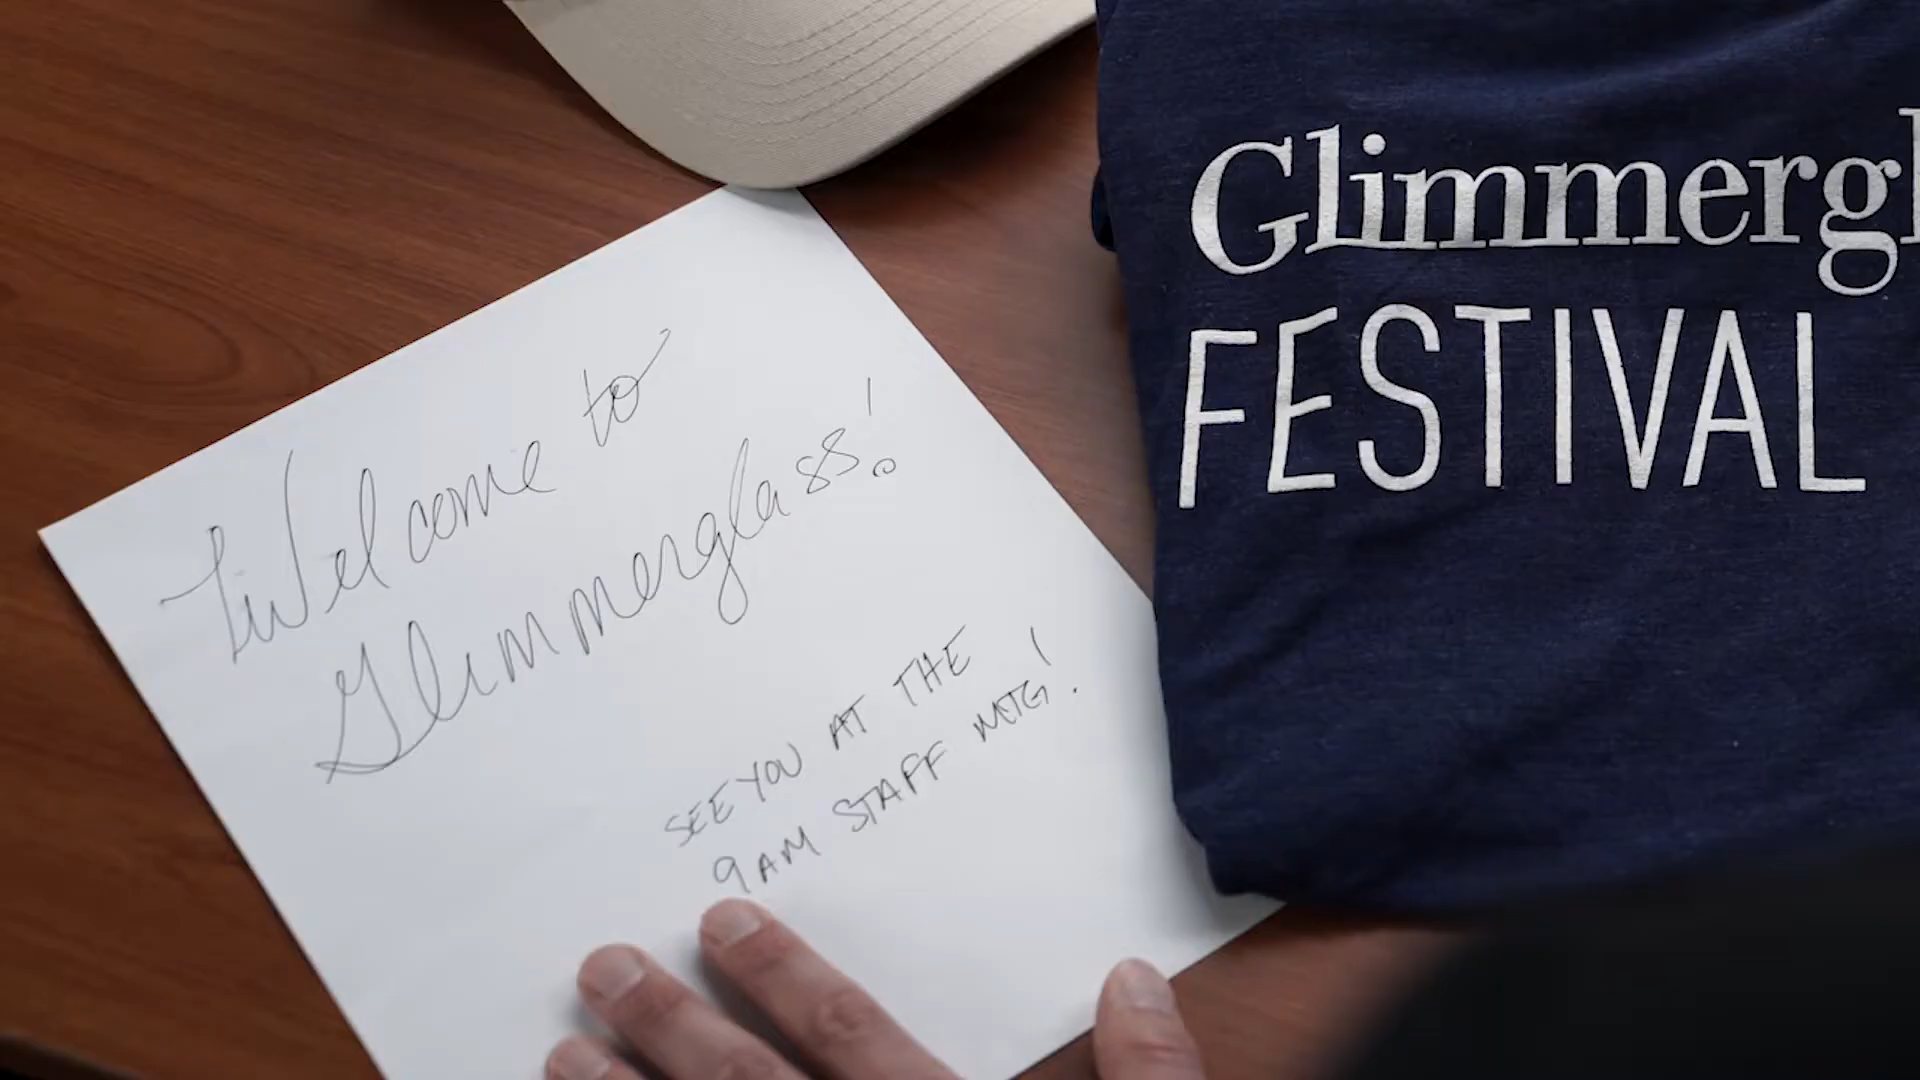 Welcome to
Glimmerglass!
SEE YOU AT THE
9AM STAFF MTG!
Glimmergl
FESTIVAL